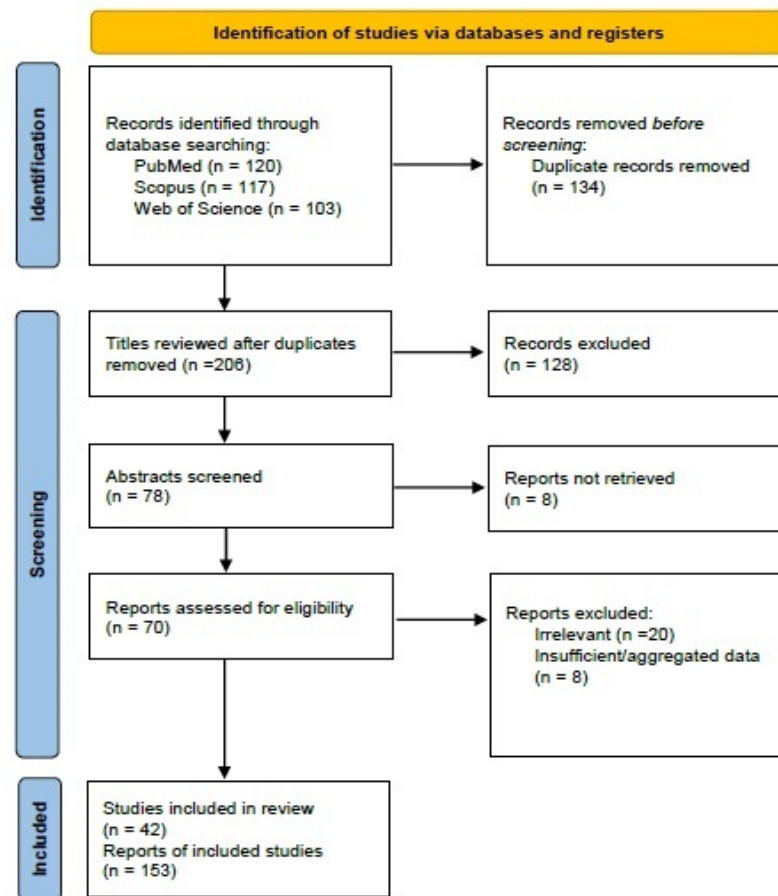 Identification of studies via databases and registers
Identification
Records identified through
database searching:
PubMed (n = 120)
Scopus (n = 117)
Web of Science (n = 103)
Records removed before
screening:
Duplicate records removed
(n = 134)
Screening
Titles reviewed after duplicates
removed (n =206)
Records excluded
(n = 128)
Abstracts screened
(n = 78)
Reports not retrieved
(n = 8)
Reports assessed for eligibility
(n = 70)
Reports excluded:
Irrelevant (n =20)
Insufficient/aggregated data
(n = 8)
Included
Studies included in review
(n = 42)
Reports of included studies
(n = 153)